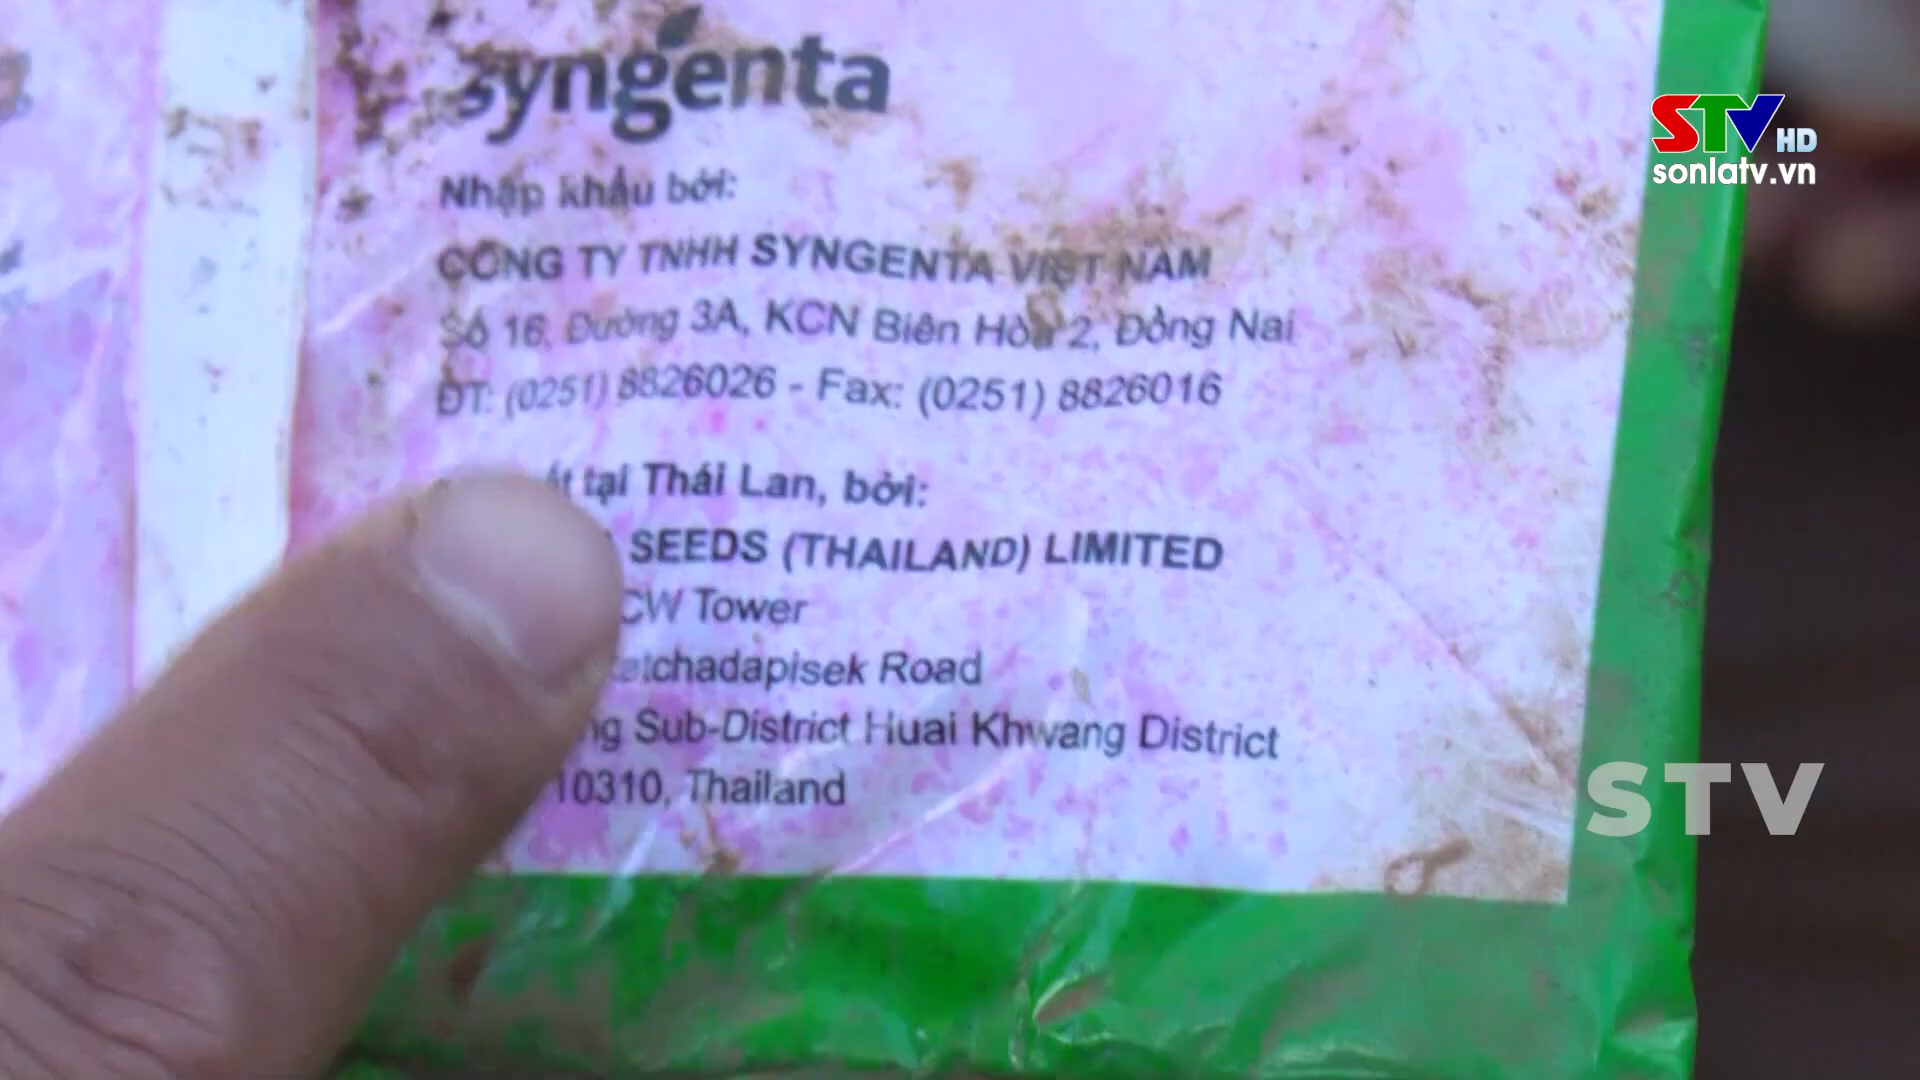 syngenta
STV HD
sonlatv.vn
Nhập khẩu bởi:
CÔNG TY TNHH SYNGENTA VIỆT NAM
Số 16, Đường 3A, KCN Biên Hòa 2, Đồng Nai
ĐT: (0251) 8826026 - Fax: (0251) 8826016
tại Thái Lan, bởi:
SEEDS (THAILAND) LIMITED
CW Tower
Road
Sub-District Huai Khwang District
10310, Thailand
STV